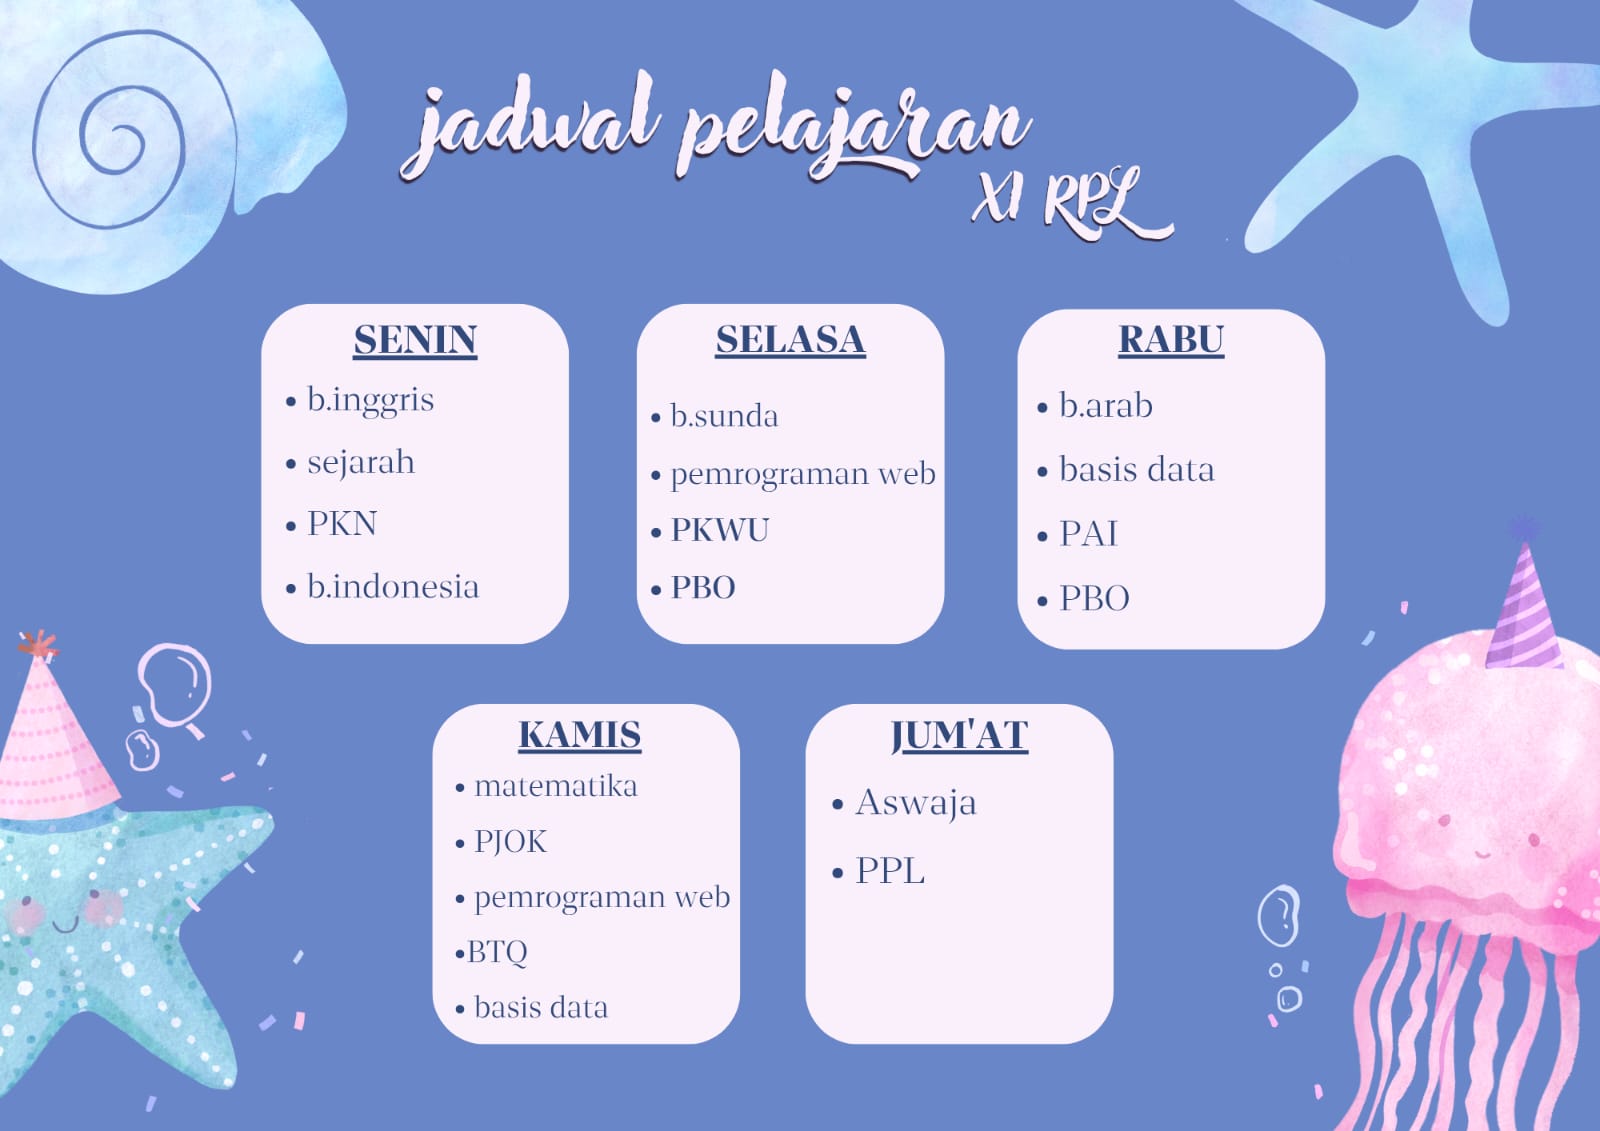 jadwal pelajaran
XI RPL
SENIN
• b.inggris
• sejarah
• PKN
• b.indonesia
SELASA
• b.sunda
• pemrograman web
• PKWU
• PBO
RABU
• b.arab
• basis data
• PAI
• PBO
KAMIS
• matematika
• PJOK
• pemrograman web
•BTQ
• basis data
JUM'AT
• Aswaja
• PPL